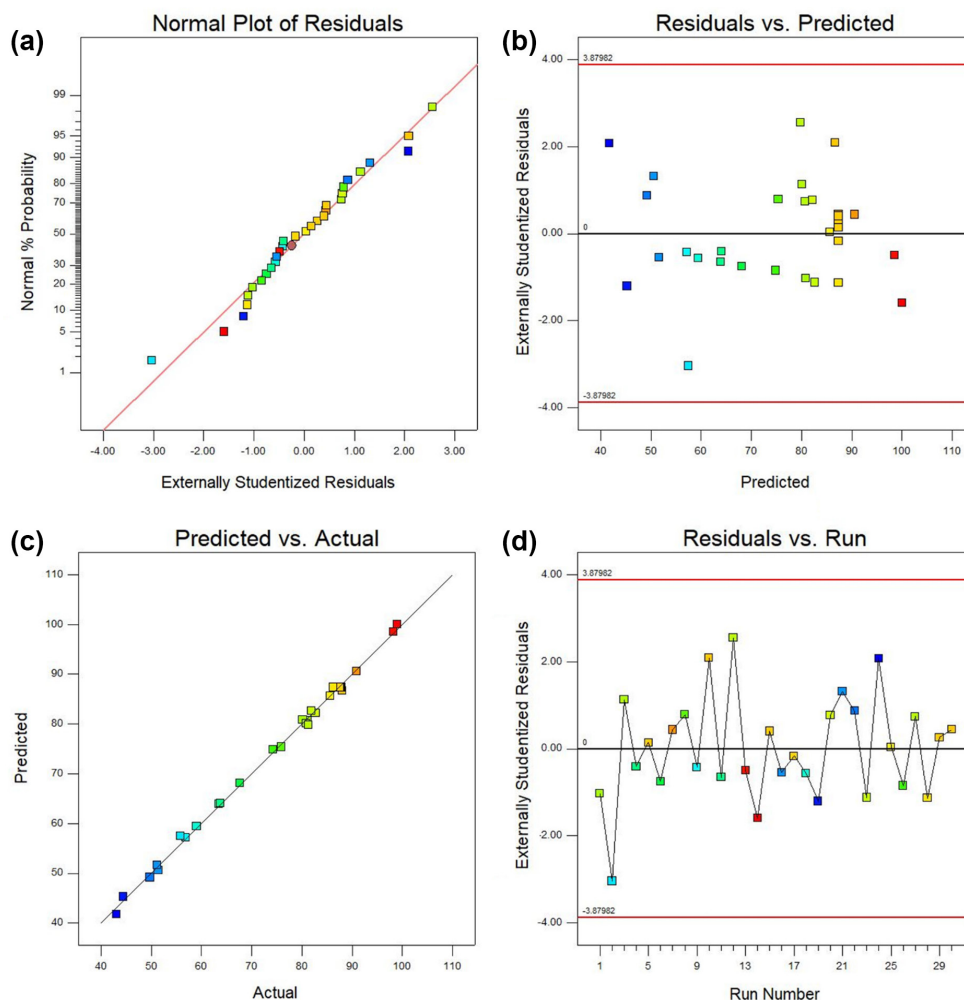 (a)
Normal Plot of Residuals
Normal % Probability
99
95
90
80
70
50
30
20
10
5
1
-4.00 -3.00 -2.00 -1.00 0.00 1.00 2.00 3.00
Externally Studentized Residuals
(b)
Residuals vs. Predicted
Externally Studentized Residuals
4.00
2.00
0.00
-2.00
-4.00
3.87982
0
-3.87982
40 50 60 70 80 90 100 110
Predicted
(c)
Predicted vs. Actual
Predicted
110
100
90
80
70
60
50
40
40 50 60 70 80 90 100 110
Actual
(d)
Residuals vs. Run
Externally Studentized Residuals
4.00
2.00
0.00
-2.00
-4.00
3.87982
0
-3.87982
1 5 9 13 17 21 25 29
Run Number